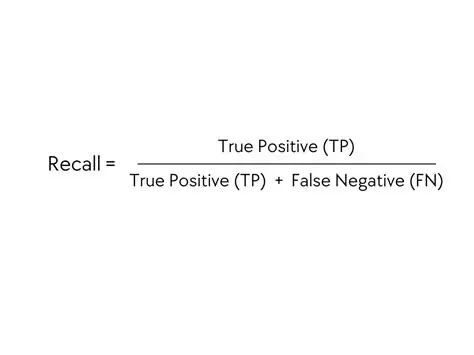 True Positive (TP)
Recall =
True Positive (TP) + False Negative (FN)